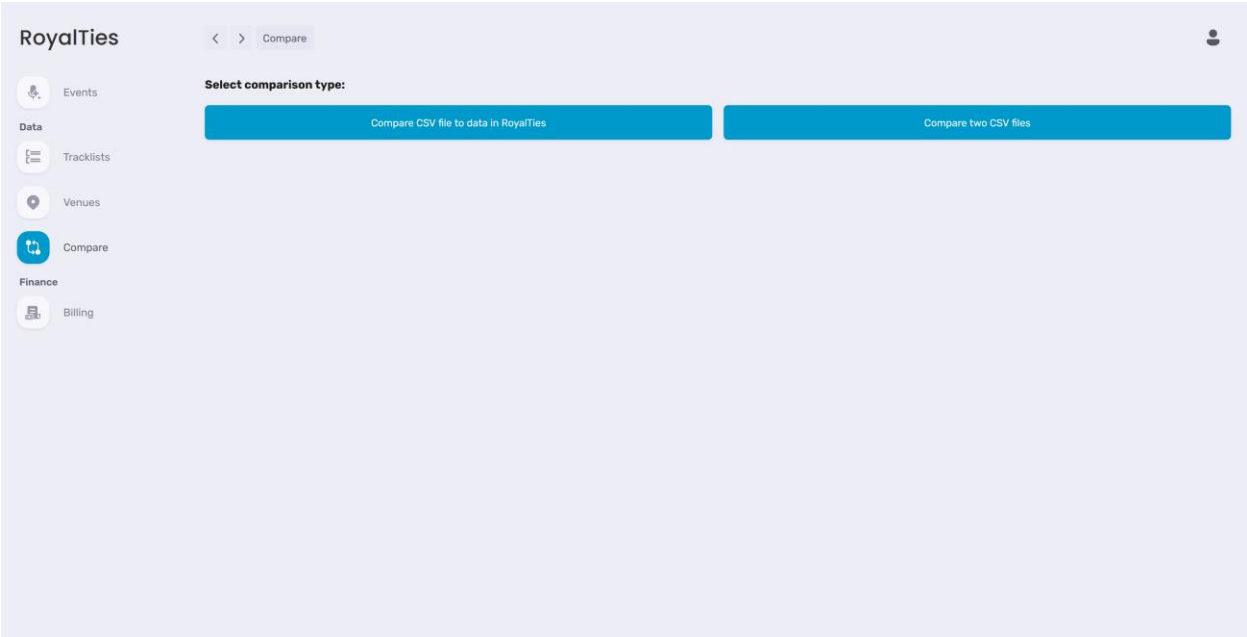 RoyalTies
Compare
Events
Data
Tracklists
Venues
Compare
Finance
Billing
Select comparison type:
Compare CSV file to data in RoyalTies
Compare two CSV files